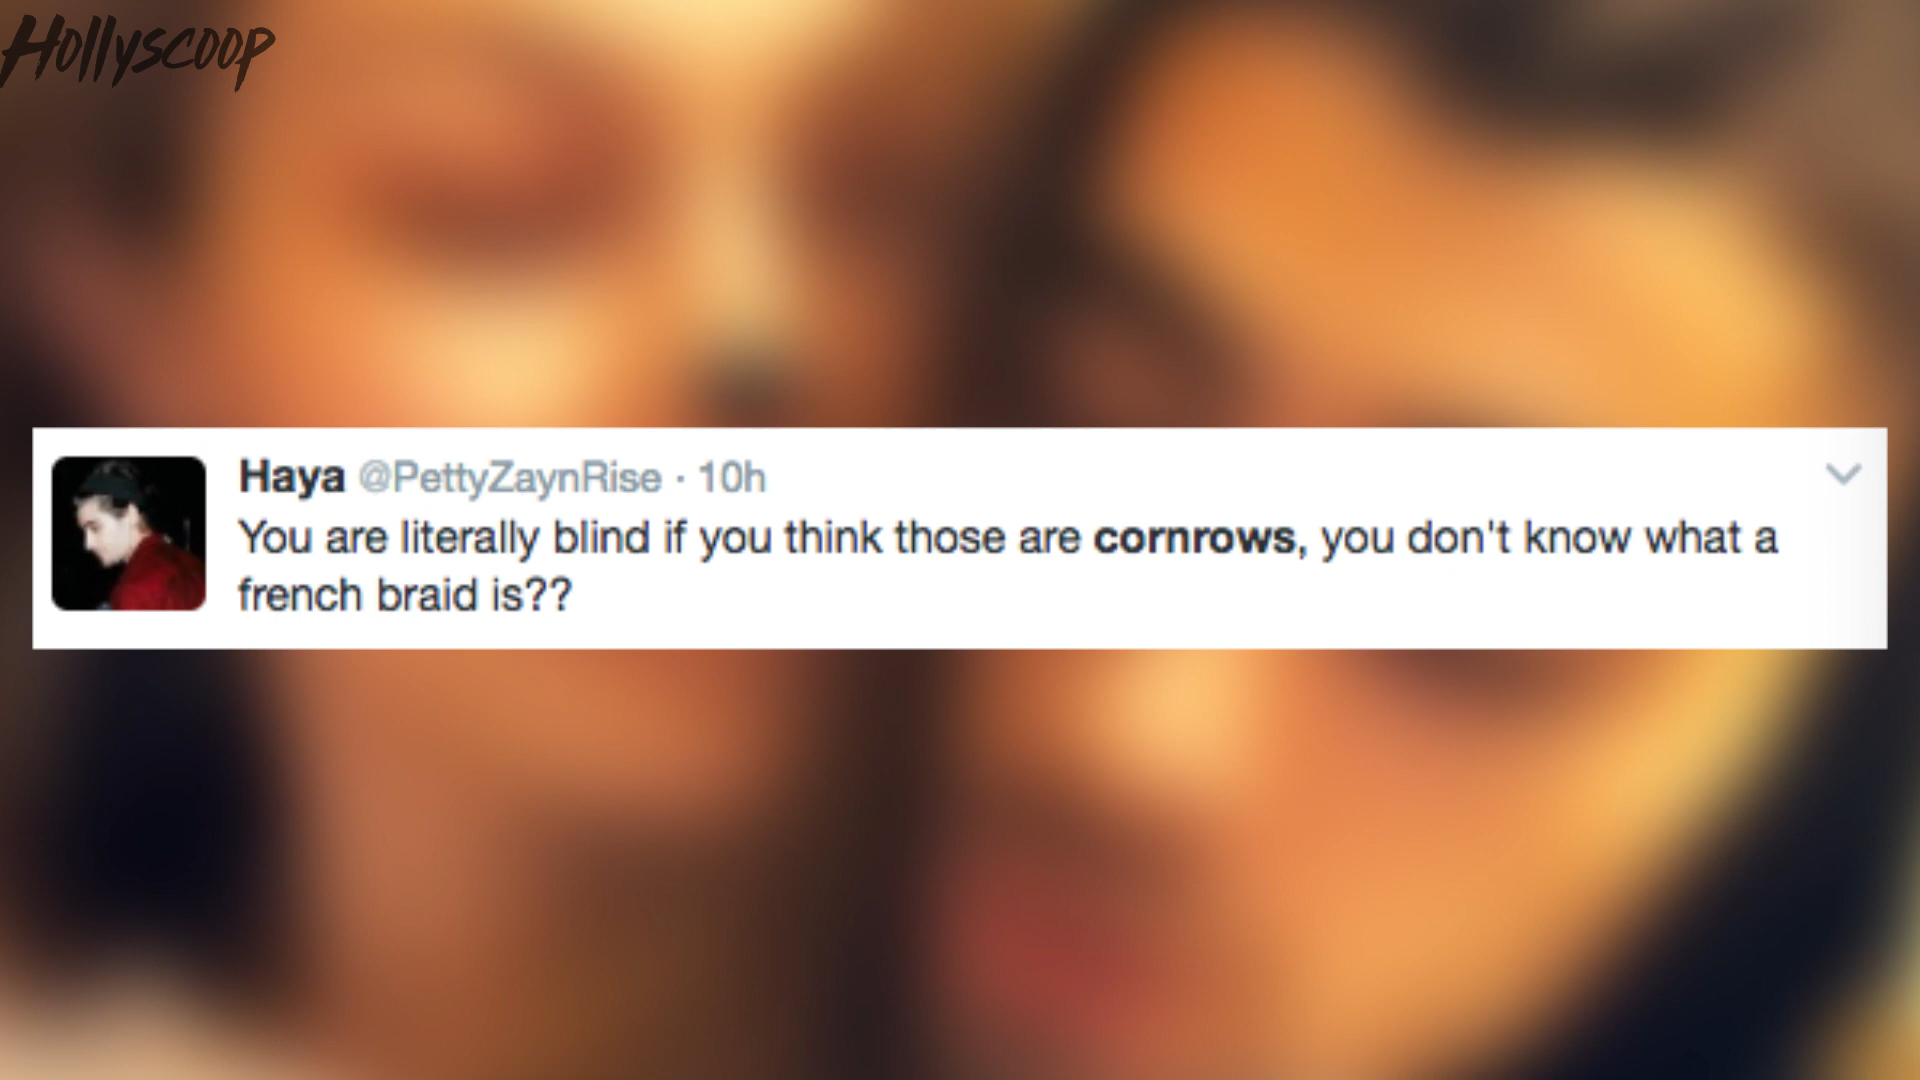 Hollyscoop
Haya @PettyZaynRise · 10h
You are literally blind if you think those are cornrows, you don't know what a
french braid is??